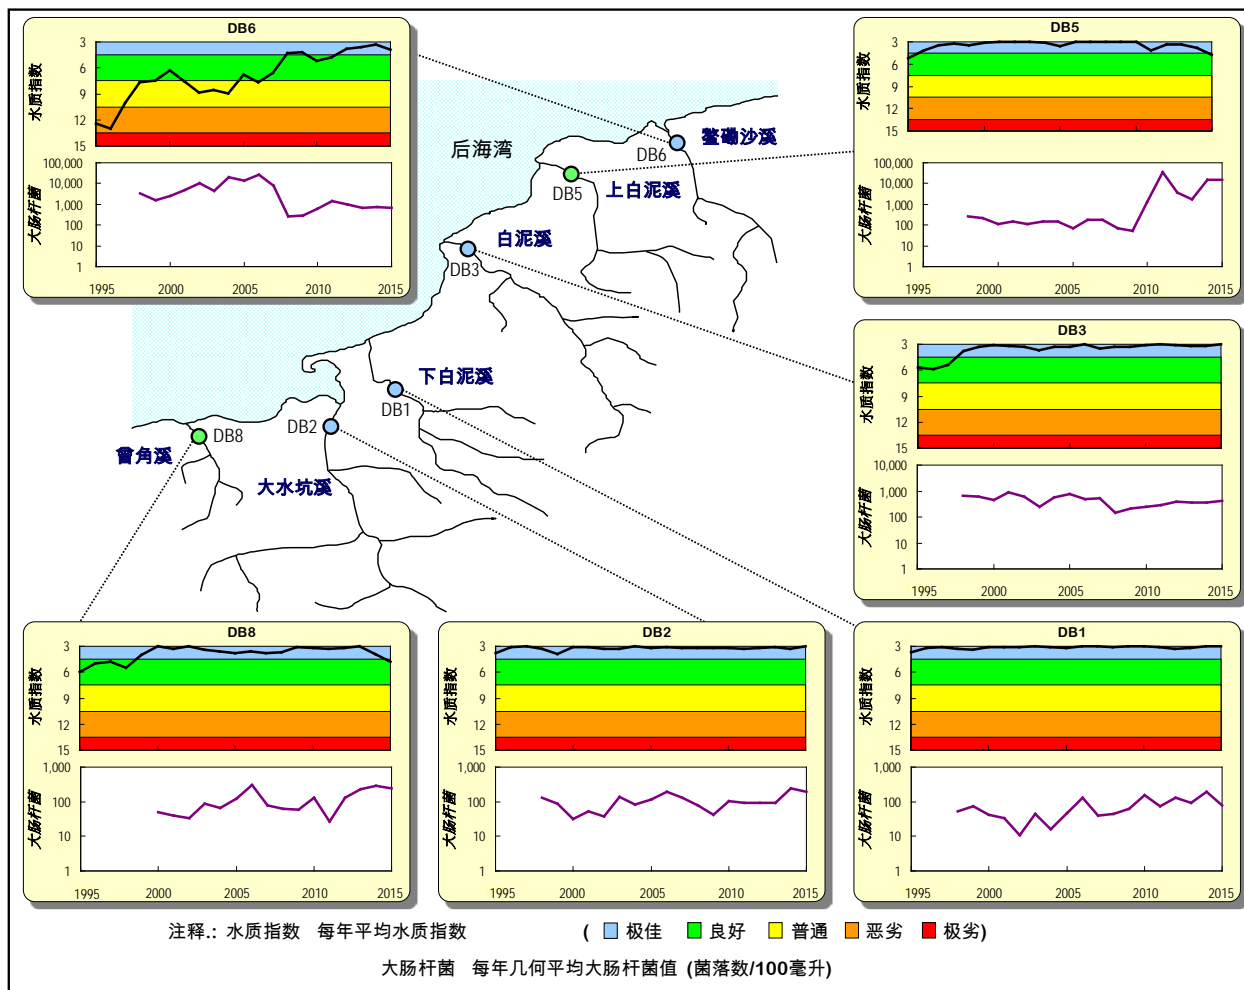 DB6
3
6
9
12
15
水质指数
100,000
10,000
1,000
100
10
1
大肠杆菌
1995 2000 2005 2010 2015
DB5
3
6
9
12
15
水质指数
100,000
10,000
1,000
100
10
1
大肠杆菌
1995 2000 2005 2010 2015
后海湾
DB6
鳌磡沙溪
DB5
上白泥溪
白泥溪
DB3
下白泥溪
DB1
DB2
DB8
曾角溪
大水坑溪
DB3
3
6
9
12
15
水质指数
10,000
1,000
100
10
1
大肠杆菌
1995 2000 2005 2010 2015
DB8
3
6
9
12
15
水质指数
1,000
100
10
1
大肠杆菌
1995 2000 2005 2010 2015
DB2
3
6
9
12
15
水质指数
1,000
100
10
1
大肠杆菌
1995 2000 2005 2010 2015
DB1
3
6
9
12
15
水质指数
1,000
100
10
1
大肠杆菌
1995 2000 2005 2010 2015
注释.: 水质指数 每年平均水质指数 ( 极佳 良好 普通 恶劣 极劣)
大肠杆菌 每年几何平均大肠杆菌值 (菌落数/100毫升)